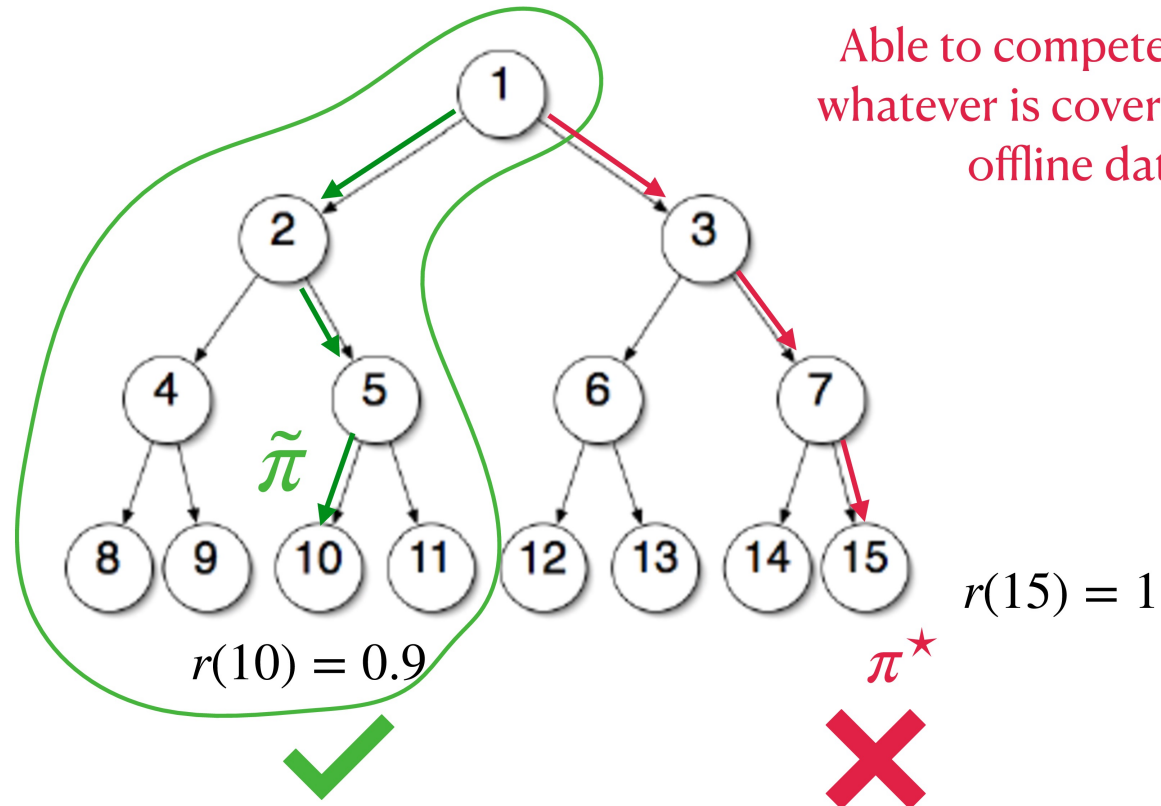 Able to compete
whatever is cover
offline dat
1
2
3
4
5
6
7
π̃
8
9
10
11
12
13
14
15
r(15) = 1
r(10) = 0.9
π★